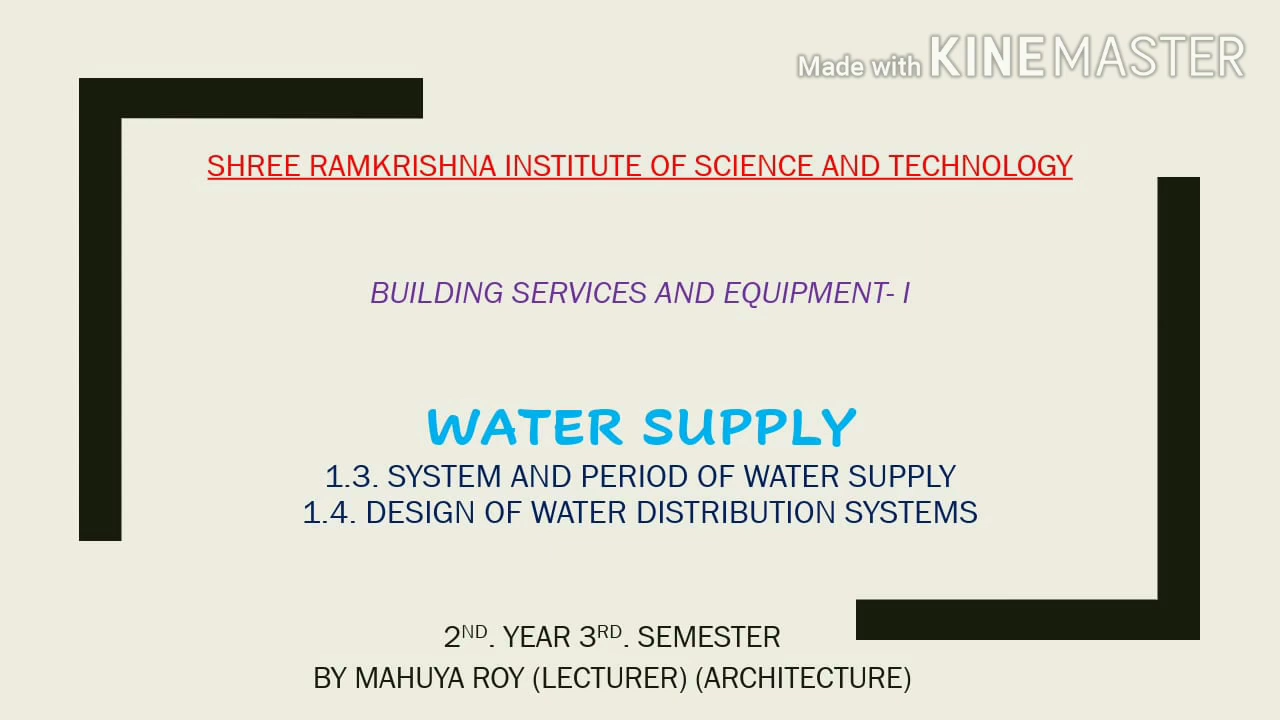 Made with KINEMASTER
SHREE RAMKRISHNA INSTITUTE OF SCIENCE AND TECHNOLOGY
BUILDING SERVICES AND EQUIPMENT- I
WATER SUPPLY
1.3. SYSTEM AND PERIOD OF WATER SUPPLY
1.4. DESIGN OF WATER DISTRIBUTION SYSTEMS
2ND. YEAR 3RD. SEMESTER
BY MAHUYA ROY (LECTURER) (ARCHITECTURE)